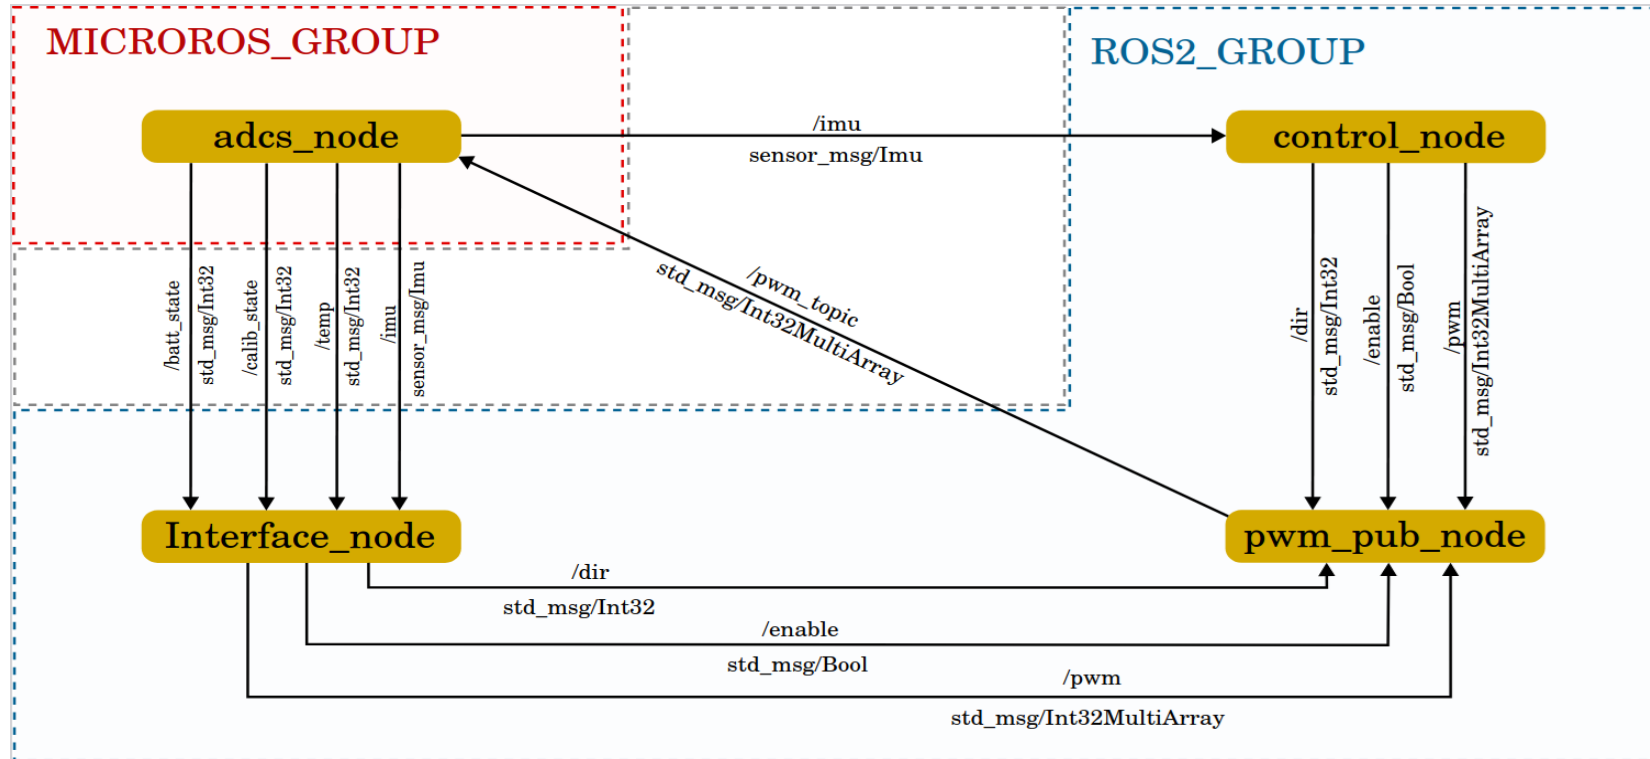 MICROROS_GROUP
ROS2_GROUP
adcs_node
/imu
sensor_msg/Imu
control_node
/batt_state
std_msg/Int32
/calib_state
std_msg/Int32
/temp
std_msg/Int32
/imu
sensor_msg/Imu
/pwm_topic
std_msg/Int32MultiArray
/dir
std_msg/Int32
/enable
std_msg/Bool
/pwm
std_msg/Int32MultiArray
Interface_node
pwm_pub_node
/dir
std_msg/Int32
/enable
std_msg/Bool
/pwm
std_msg/Int32MultiArray